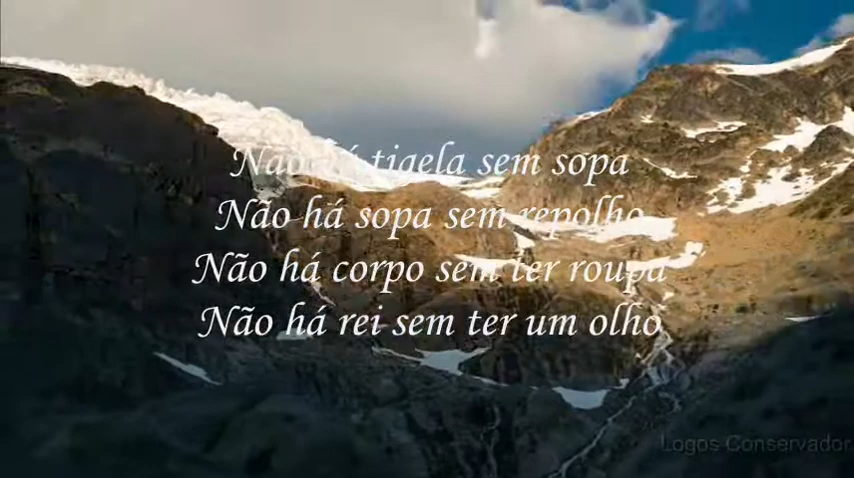 Não há tigela sem sopa
Não há sopa sem repolho
Não há corpo sem ter roupa
Não há rei sem ter um olho
Logos Conservador